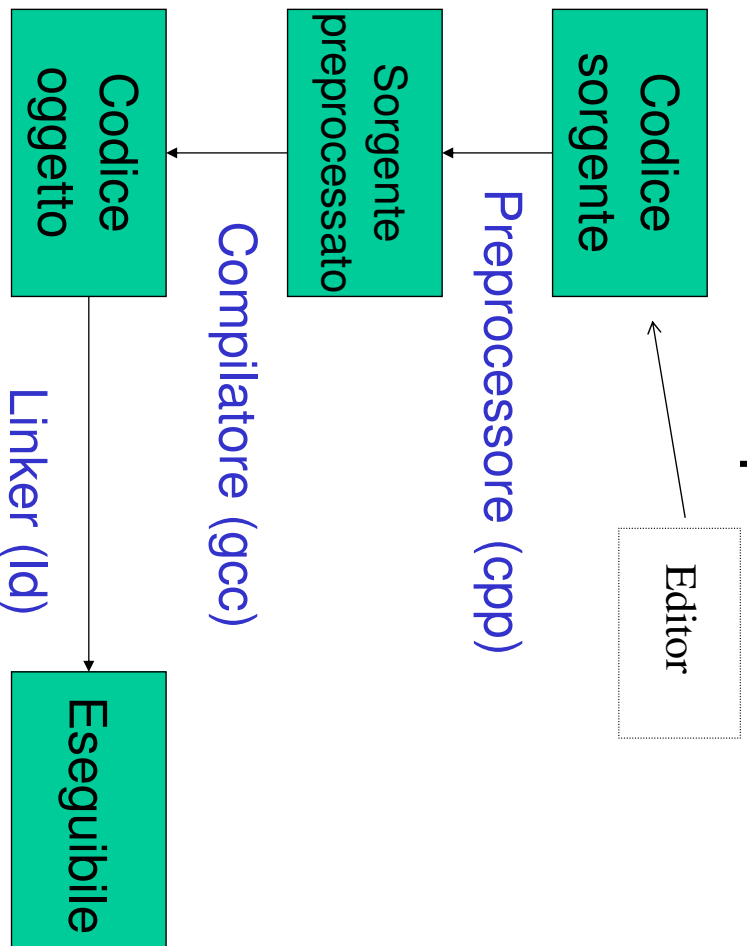 Editor
Codice
sorgente
Preprocessore (cpp)
Sorgente
preprocessato
Compilatore (gcc)
Codice
oggetto
Linker (ld)
Eseguibile